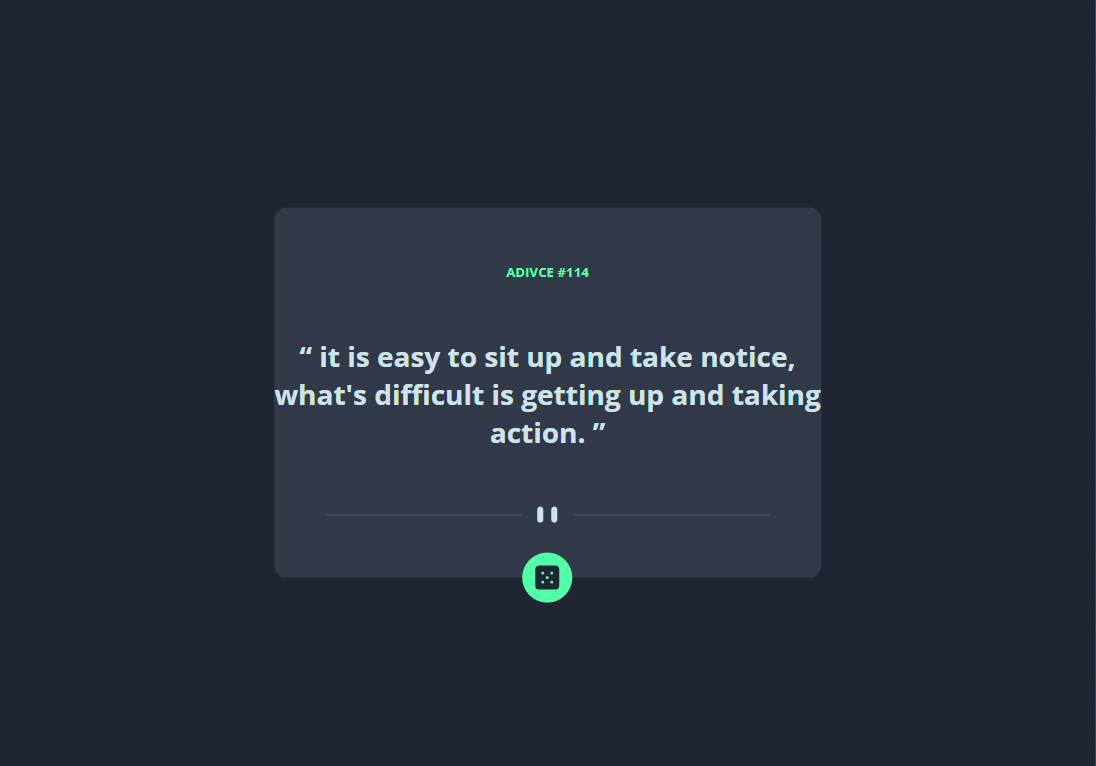 ADIVCE #114
“ it is easy to sit up and take notice,
what's difficult is getting up and taking
action. ”